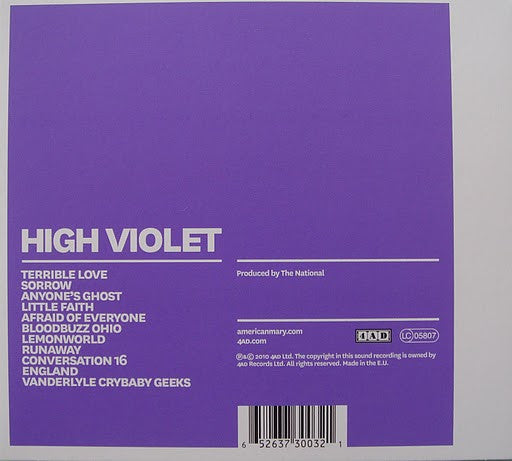 HIGH VIOLET
TERRIBLE LOVE
SORROW
ANYONE'S GHOST
LITTLE FAITH
AFRAID OF EVERYONE
BLOODBUZZ OHIO
LEMONWORLD
RUNAWAY
CONVERSATION 16
ENGLAND
VANDERLYLE CRYBABY GEEKS
Produced by The National
americanmary.com
4AD.com
4AD
LC 05807
℗&© 2010 4AD Ltd. The copyright in this sound recording is owned by
4AD Records Ltd. All rights reserved. Made in the E.U.
6 52637 30032 1